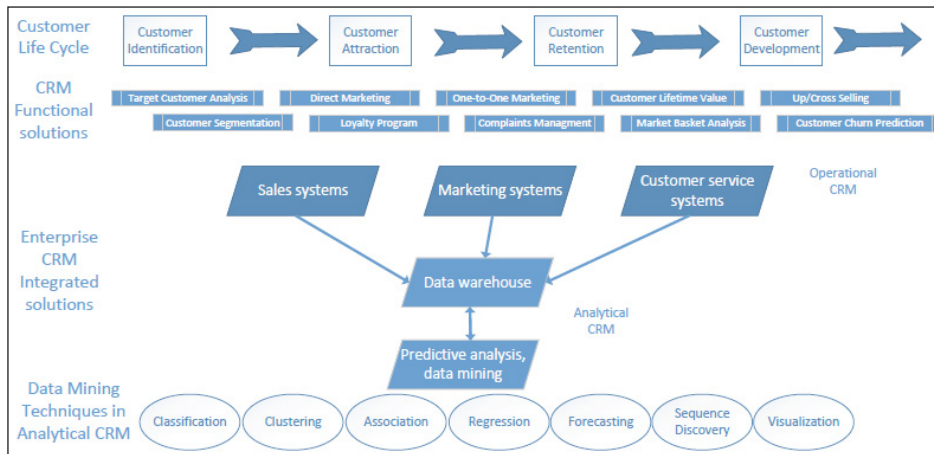 Customer
Life Cycle
Customer
Identification
Customer
Attraction
Customer
Retention
Customer
Development
CRM
Functional
solutions
Target Customer Analysis
Direct Marketing
One-to-One Marketing
Customer Lifetime Value
Up/Cross Selling
Customer Segmentation
Loyalty Program
Complaints Managment
Market Basket Analysis
Customer Churn Prediction
Enterprise
CRM
Integrated
solutions
Sales systems
Marketing systems
Customer service
systems
Operational
CRM
Data warehouse
Analytical
CRM
Predictive analysis,
data mining
Data Mining
Techniques in
Analytical CRM
Classification
Clustering
Association
Regression
Forecasting
Sequence
Discovery
Visualization